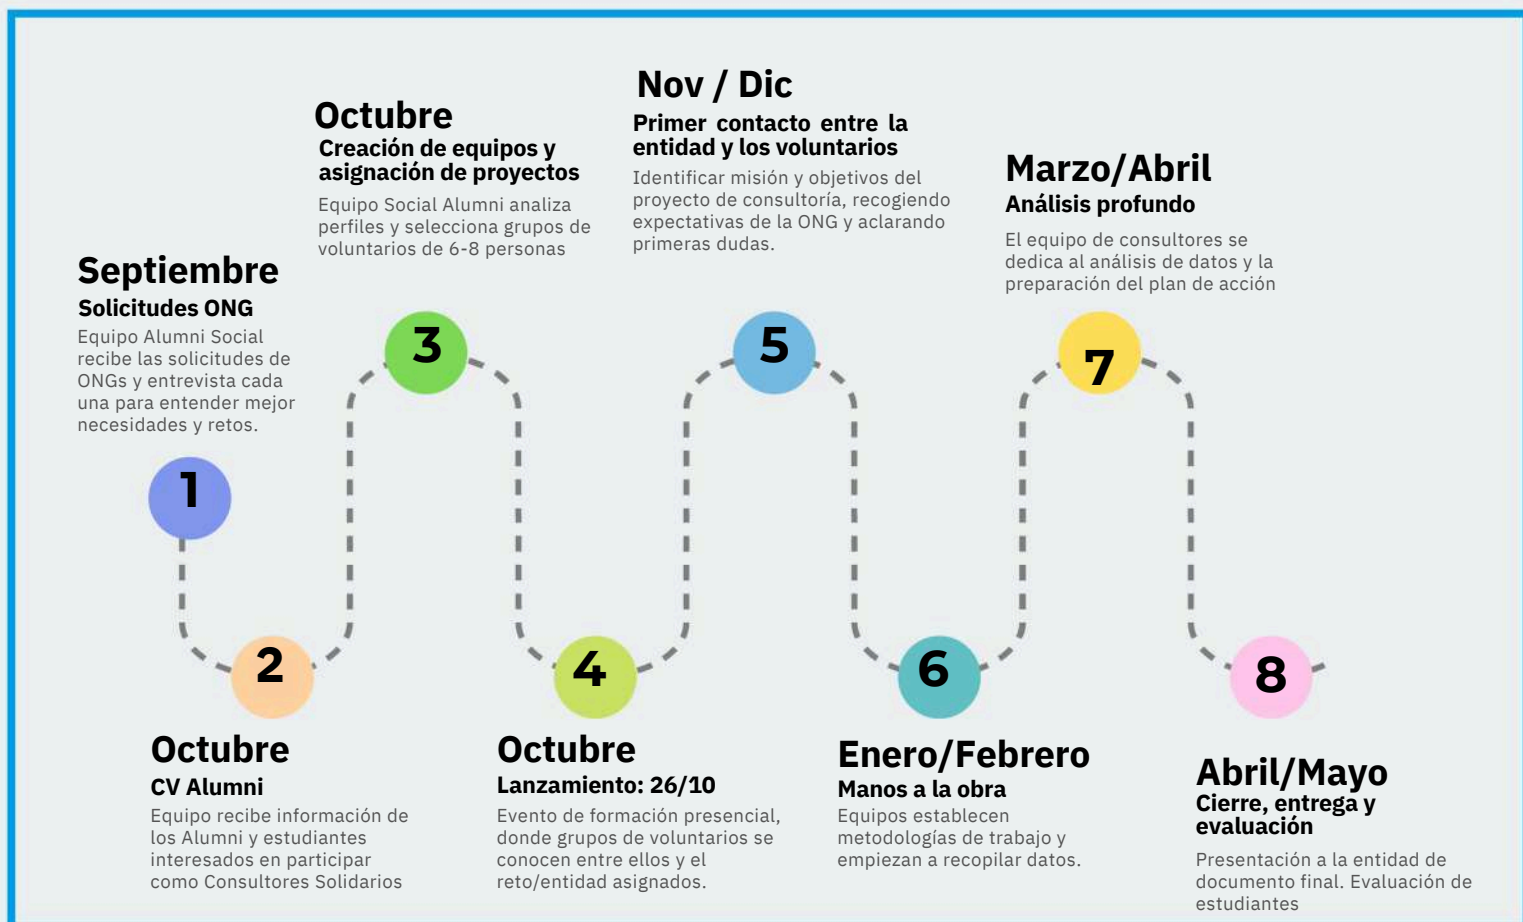 Septiembre
Solicitudes ONG
Equipo Alumni Social
recibe las solicitudes de
ONGs y entrevista cada
una para entender mejor
necesidades y retos.
1
2
Octubre
CV Alumni
Equipo recibe información de
los Alumni y estudiantes
interesados en participar
como Consultores Solidarios
Octubre
Creación de equipos y
asignación de proyectos
Equipo Social Alumni analiza
perfiles y selecciona grupos de
voluntarios de 6-8 personas
3
4
Octubre
Lanzamiento: 26/10
Evento de formación presencial,
donde grupos de voluntarios se
conocen entre ellos y el
reto/entidad asignados.
Nov / Dic
Primer contacto entre la
entidad y los voluntarios
Identificar misión y objetivos del
proyecto de consultoría, recogiendo
expectativas de la ONG y aclarando
primeras dudas.
5
6
Enero/Febrero
Manos a la obra
Equipos establecen
metodologías de trabajo y
empiezan a recopilar datos.
Marzo/Abril
Análisis profundo
El equipo de consultores se
dedica al análisis de datos y la
preparación del plan de acción
7
8
Abril/Mayo
Cierre, entrega y
evaluación
Presentación a la entidad de
documento final. Evaluación de
estudiantes